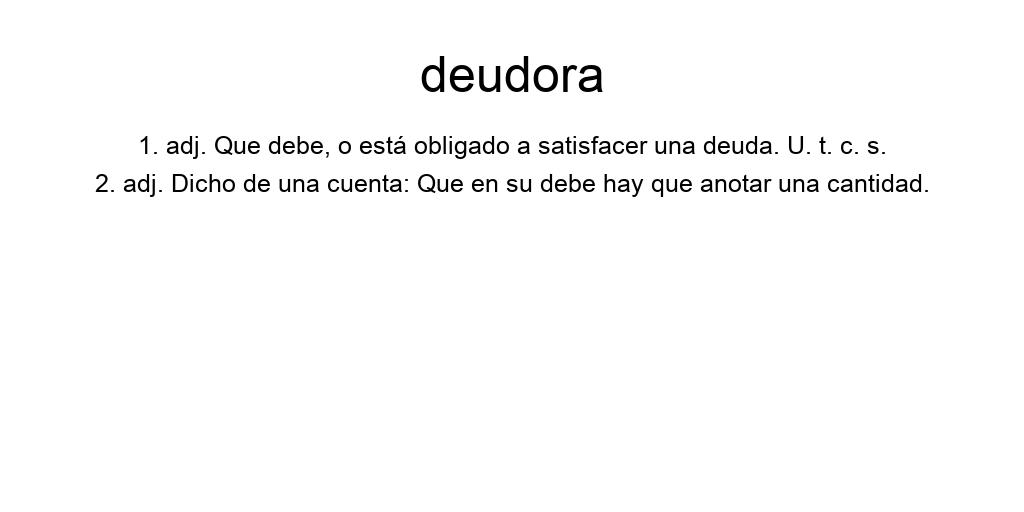 deudora
1. adj. Que debe, o está obligado a satisfacer una deuda. U. t. c. s.
2. adj. Dicho de una cuenta: Que en su debe hay que anotar una cantidad.